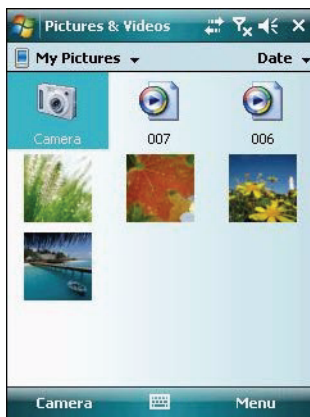 Pictures & Videos
My Pictures Date
Camera 007 006
Camera Menu